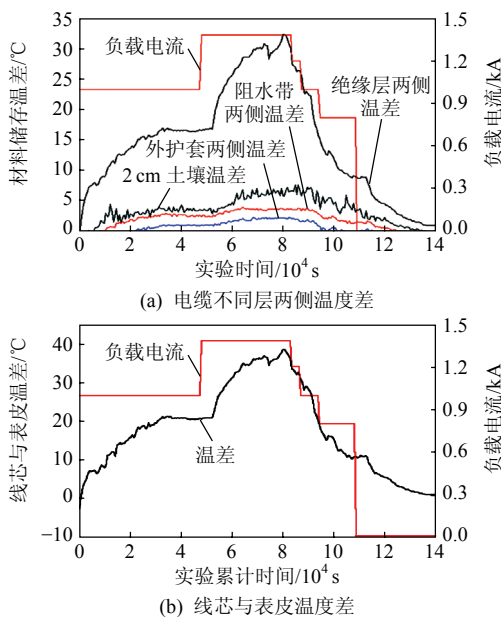 35
30
25
20
15
10
5
0
材料储存温差/℃
负载电流
阻水带
两侧温差
绝缘层两侧
温差
外护套两侧温差
2 cm 土壤温差
1.5
1.2
0.9
0.6
0.3
0.0
负载电流/kA
0 2 4 6 8 10 12 14
实验时间/10⁴ s
(a) 电缆不同层两侧温度差
40
30
20
10
0
−10
线芯与表皮温差/℃
负载电流
温差
1.5
1.2
0.9
0.6
0.3
0.0
负载电流/kA
0 2 4 6 8 10 12 14
实验累计时间/10⁴ s
(b) 线芯与表皮温度差